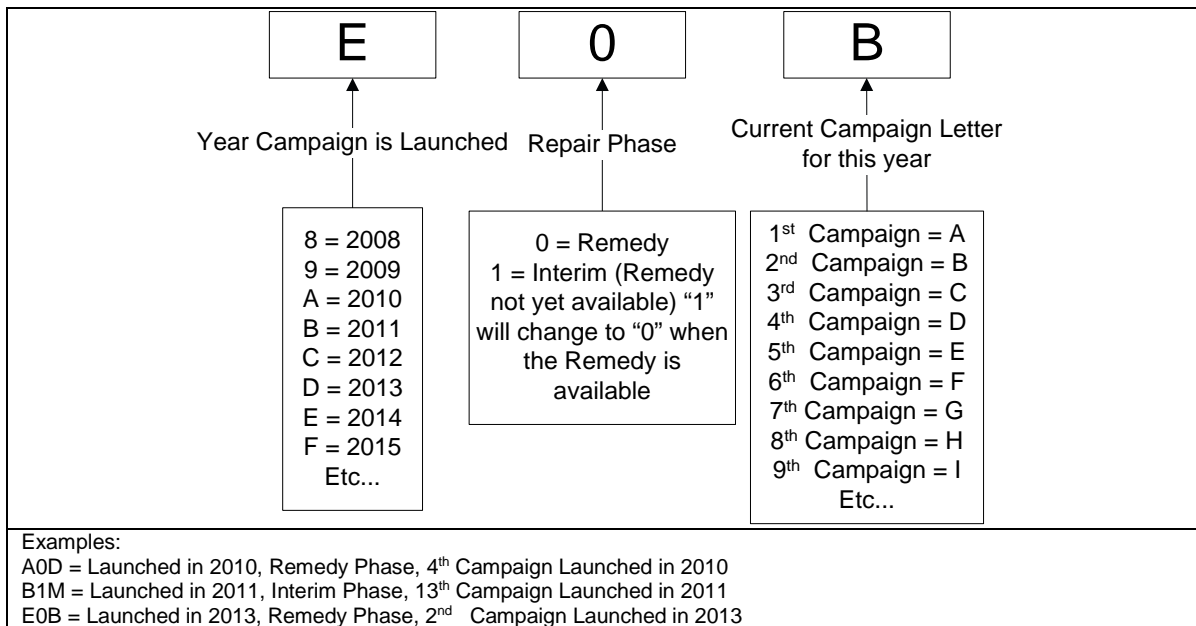 E
0
B
Year Campaign is Launched
Repair Phase
Current Campaign Letter
for this year
8 = 2008
9 = 2009
A = 2010
B = 2011
C = 2012
D = 2013
E = 2014
F = 2015
Etc...
0 = Remedy
1 = Interim (Remedy
not yet available) “1”
will change to “0” when
the Remedy is
available
1st Campaign = A
2nd Campaign = B
3rd Campaign = C
4th Campaign = D
5th Campaign = E
6th Campaign = F
7th Campaign = G
8th Campaign = H
9th Campaign = I
Etc...
Examples:
A0D = Launched in 2010, Remedy Phase, 4th Campaign Launched in 2010
B1M = Launched in 2011, Interim Phase, 13th Campaign Launched in 2011
E0B = Launched in 2013, Remedy Phase, 2nd Campaign Launched in 2013